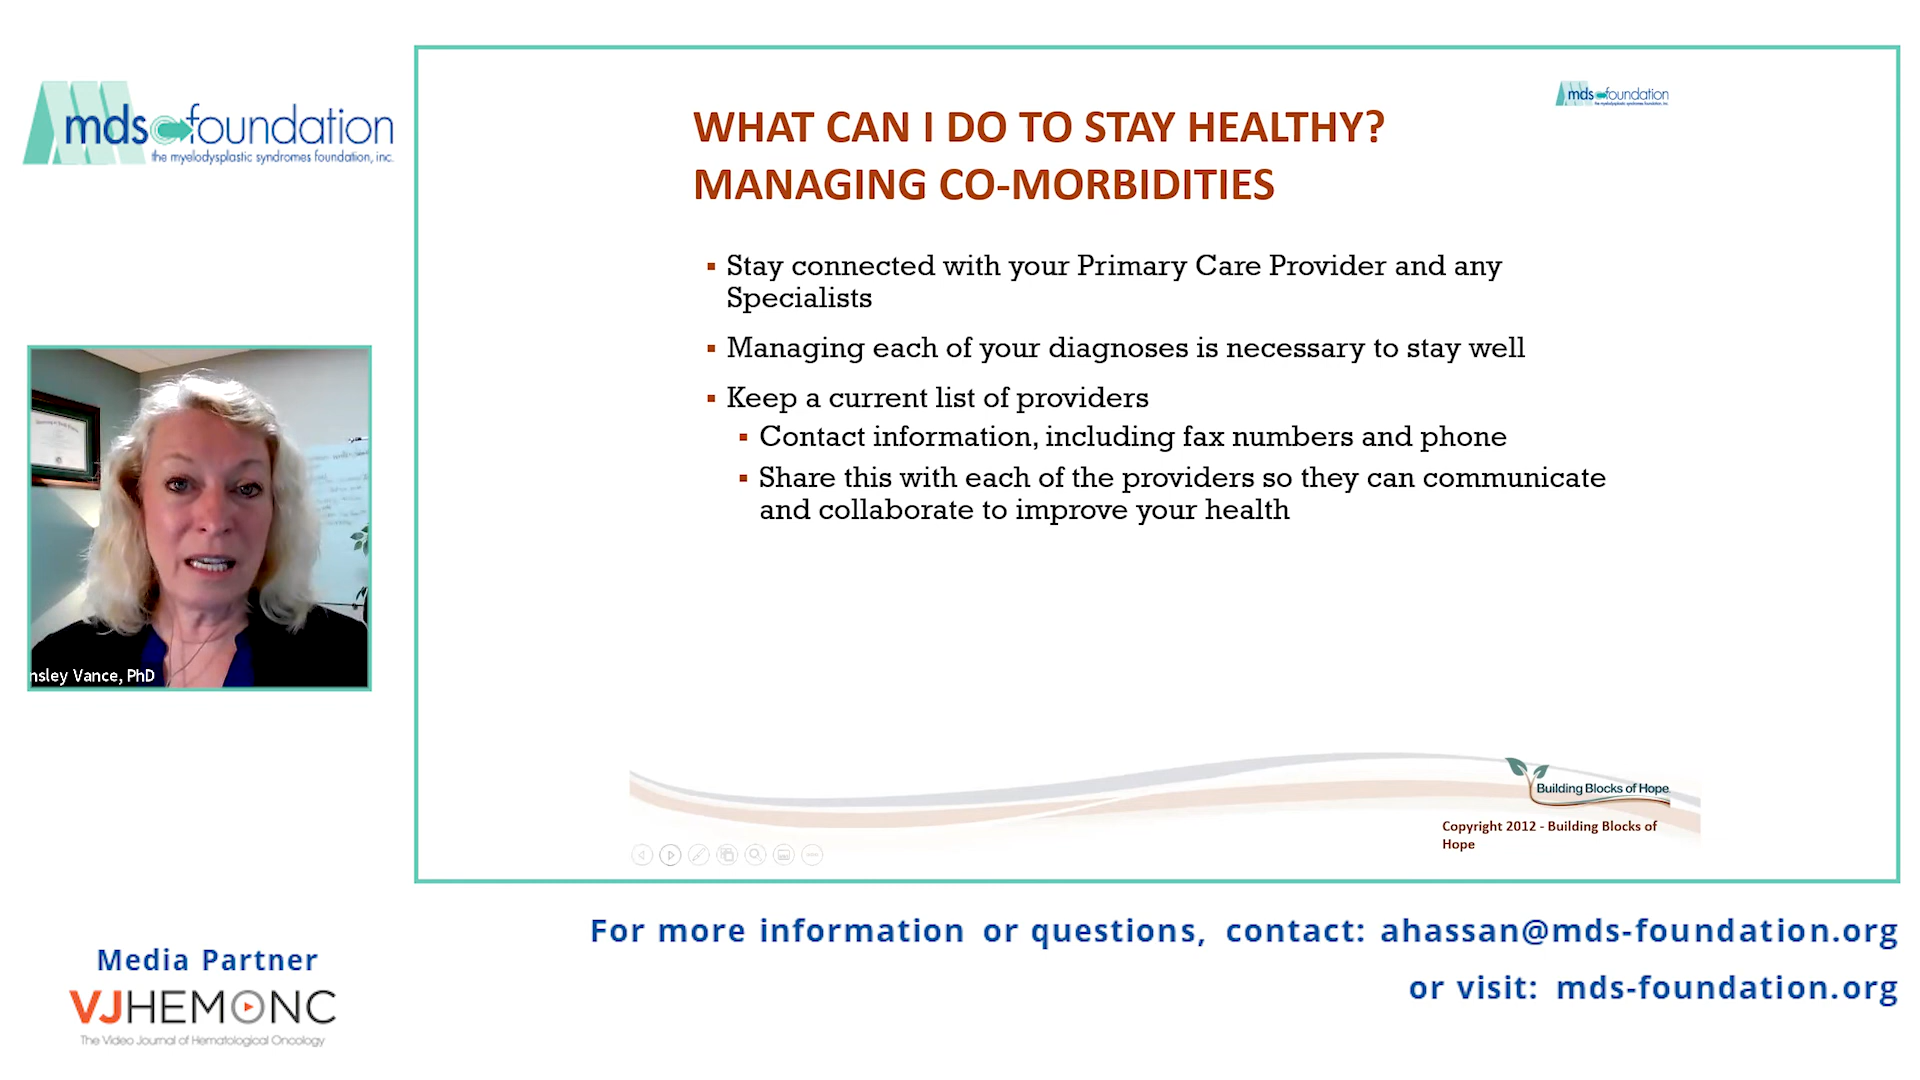 mds foundation
the myelodysplastic syndromes foundation, inc.
mds foundation
WHAT CAN I DO TO STAY HEALTHY?
MANAGING CO-MORBIDITIES
Stay connected with your Primary Care Provider and any
Specialists
Managing each of your diagnoses is necessary to stay well
Keep a current list of providers
Contact information, including fax numbers and phone
Share this with each of the providers so they can communicate
and collaborate to improve your health
nsley Vance, PhD
Building Blocks of Hope
Copyright 2012 - Building Blocks of
Hope
For more information or questions, contact: ahassan@mds-foundation.org
or visit: mds-foundation.org
Media Partner
VJHEMONC
The Video Journal of Hematological Oncology